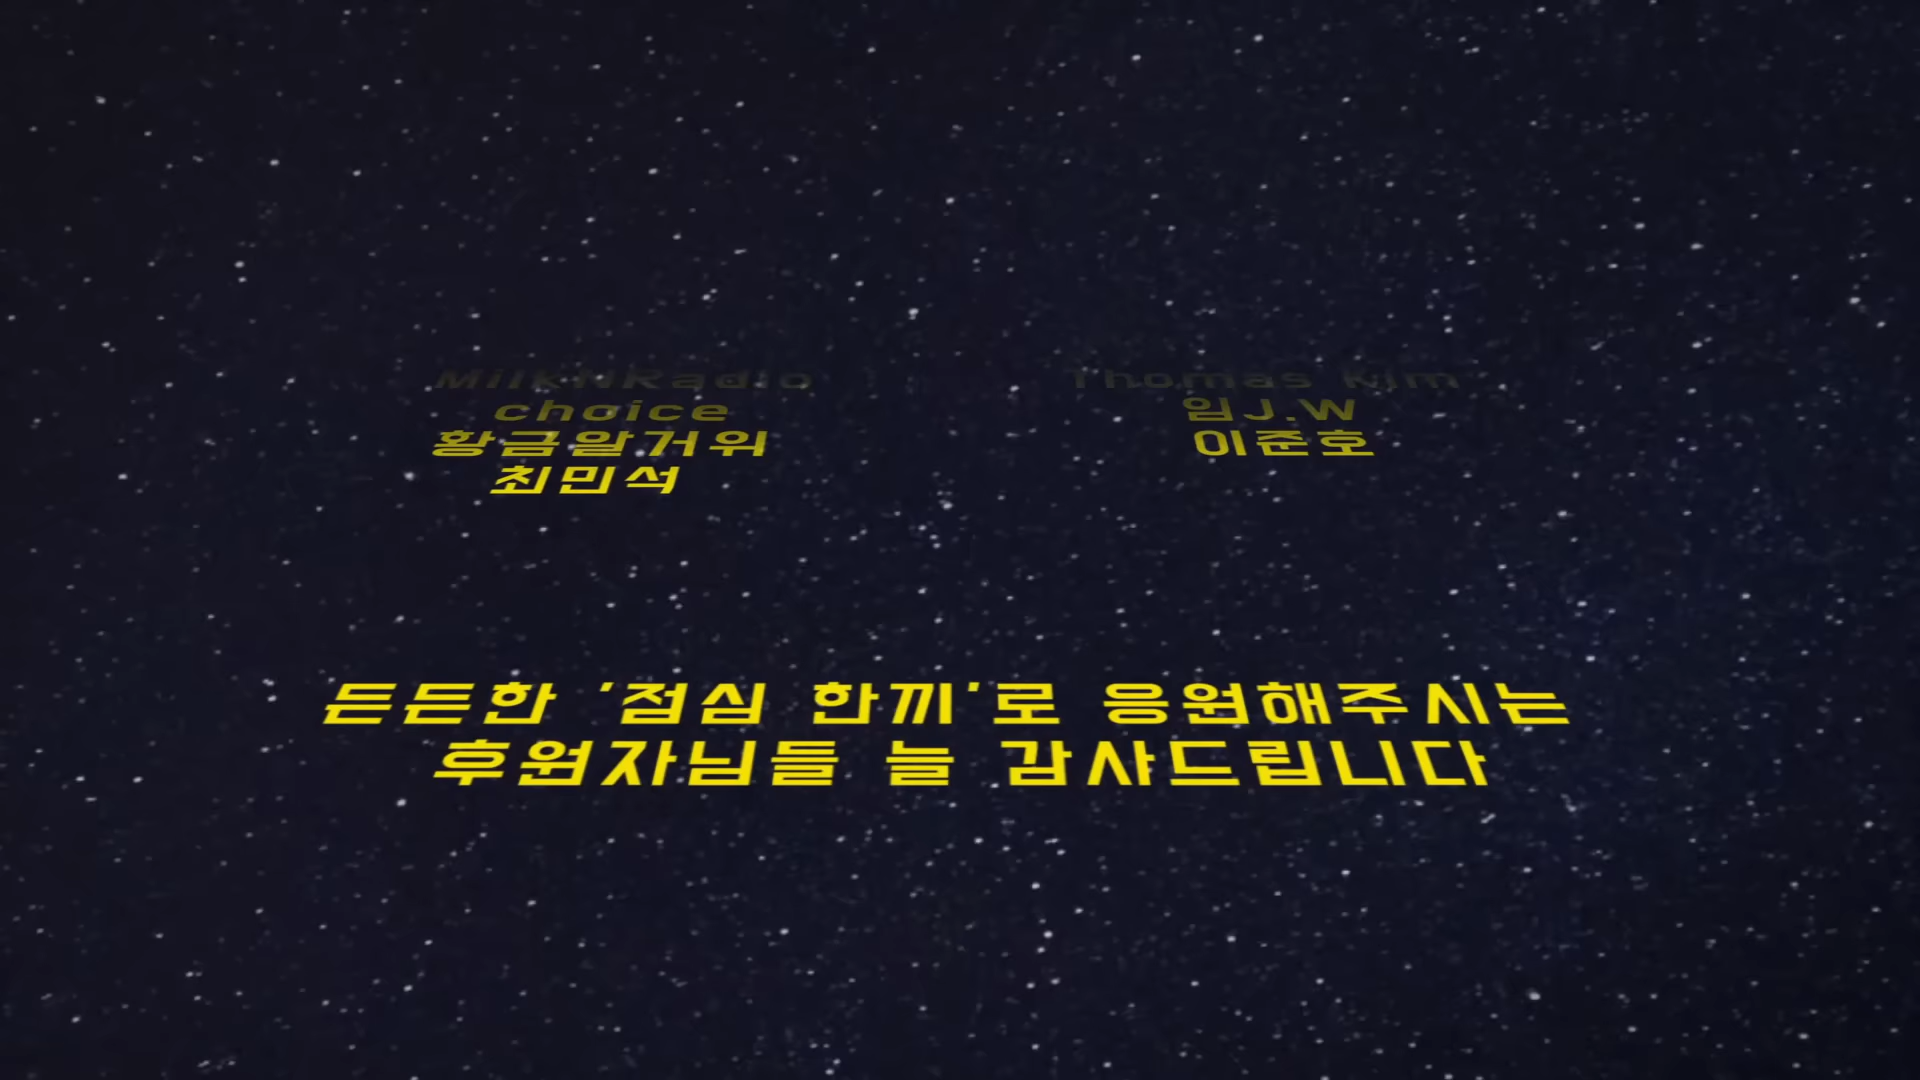 MilkNRadio
Thomas Kim
choice
임J.W
황금알거위
이준호
최민석
든든한 '점심 한끼'로 응원해주시는
후원자님들 늘 감사드립니다